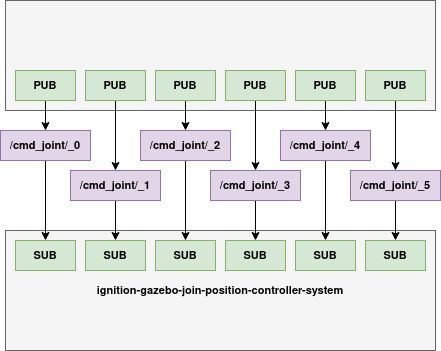 PUB PUB PUB PUB PUB PUB
/cmd_joint/_0 /cmd_joint/_2 /cmd_joint/_4
/cmd_joint/_1 /cmd_joint/_3 /cmd_joint/_5
SUB SUB SUB SUB SUB SUB
ignition-gazebo-join-position-controller-system